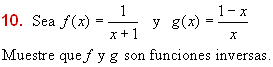 10. Sea f(x) = 1/(x+1) y g(x) = (1-x)/x
Muestre que f y g son funciones inversas.